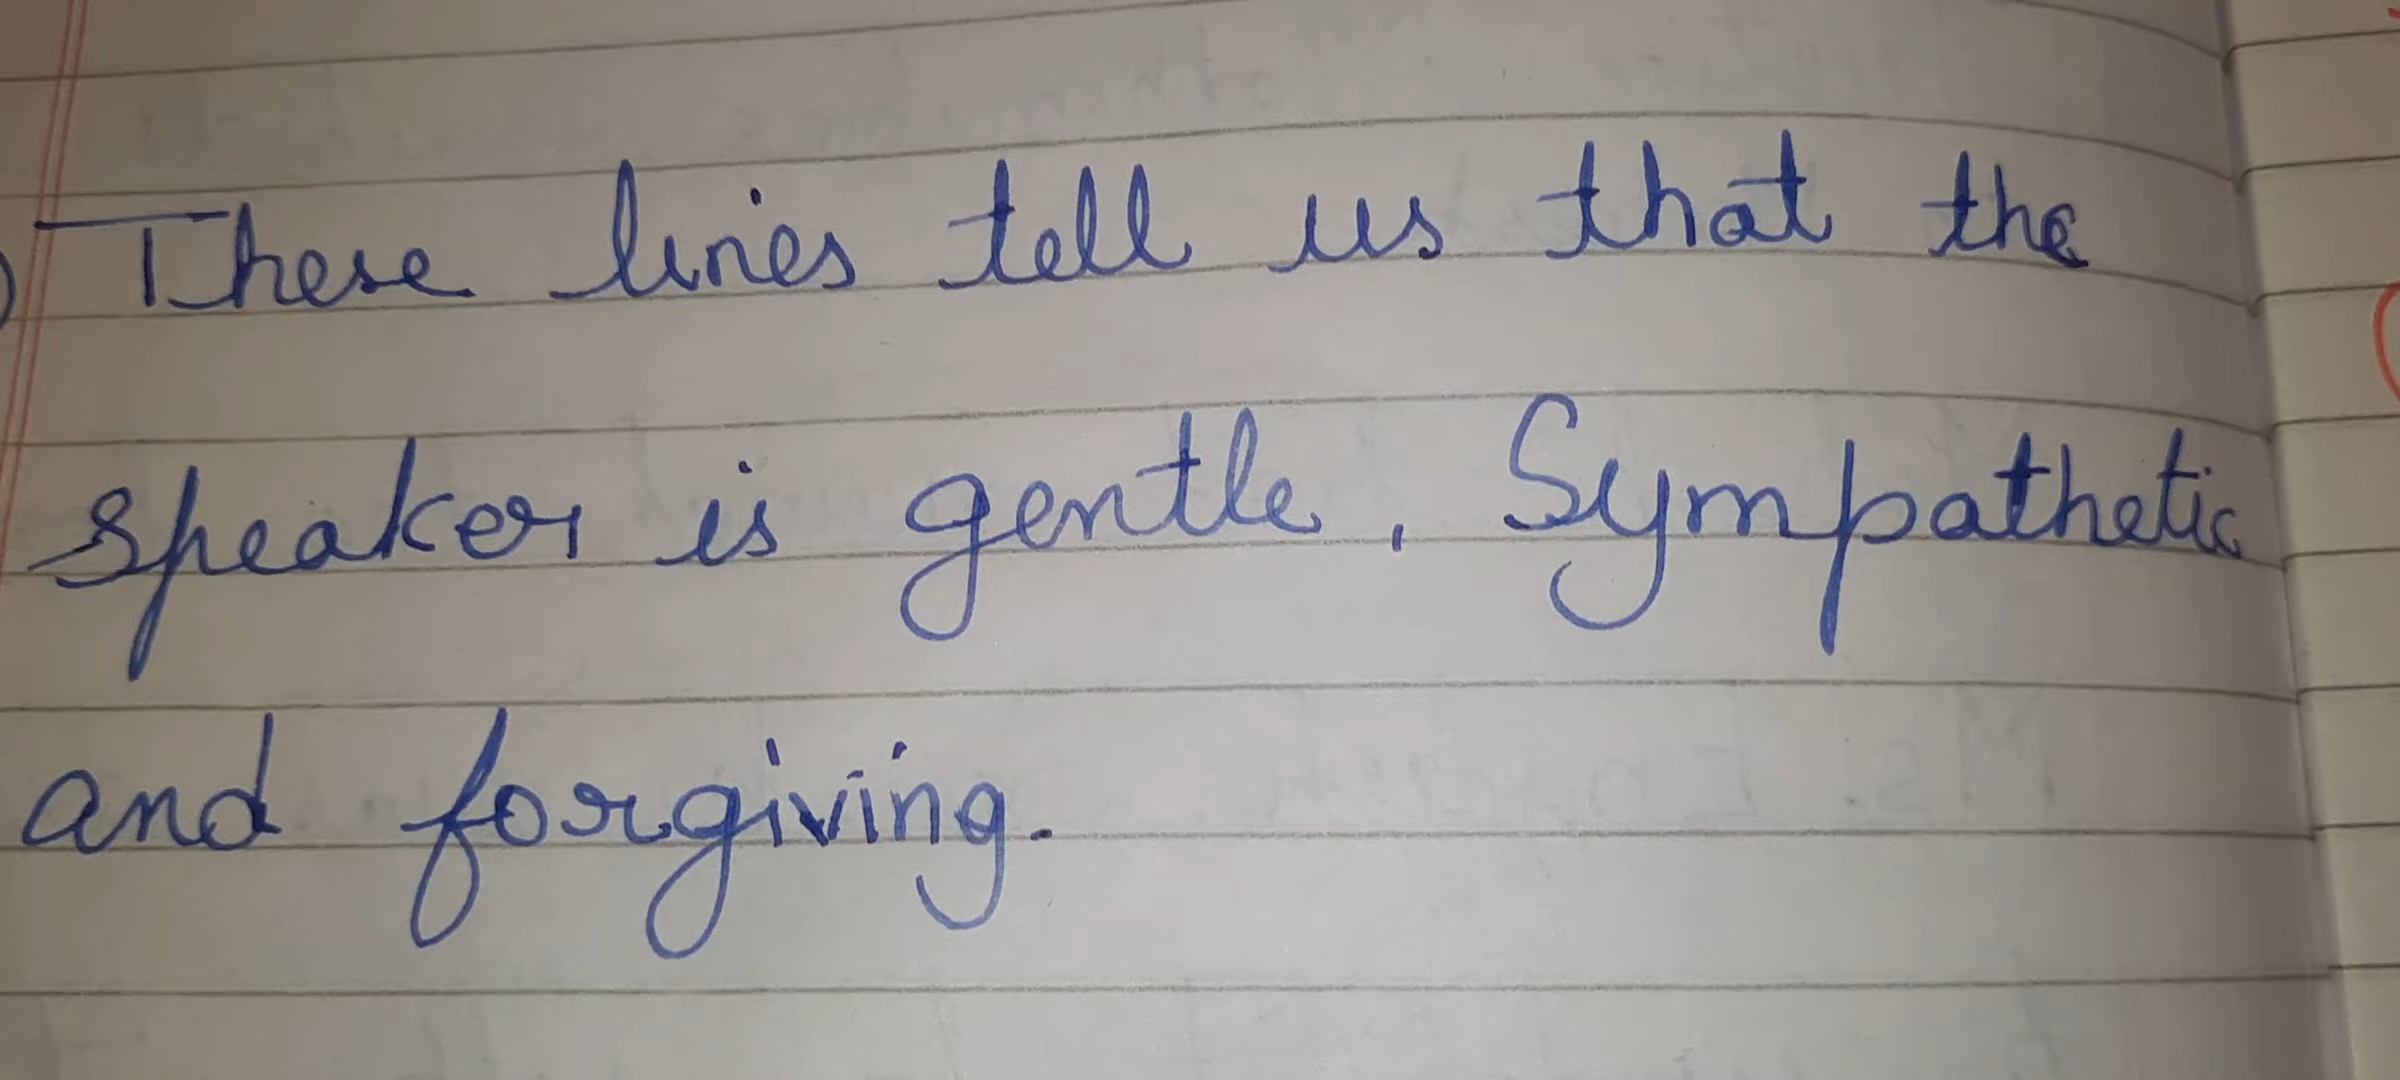 These lines tell us that the
speaker is gentle, Sympathetic
and forgiving.